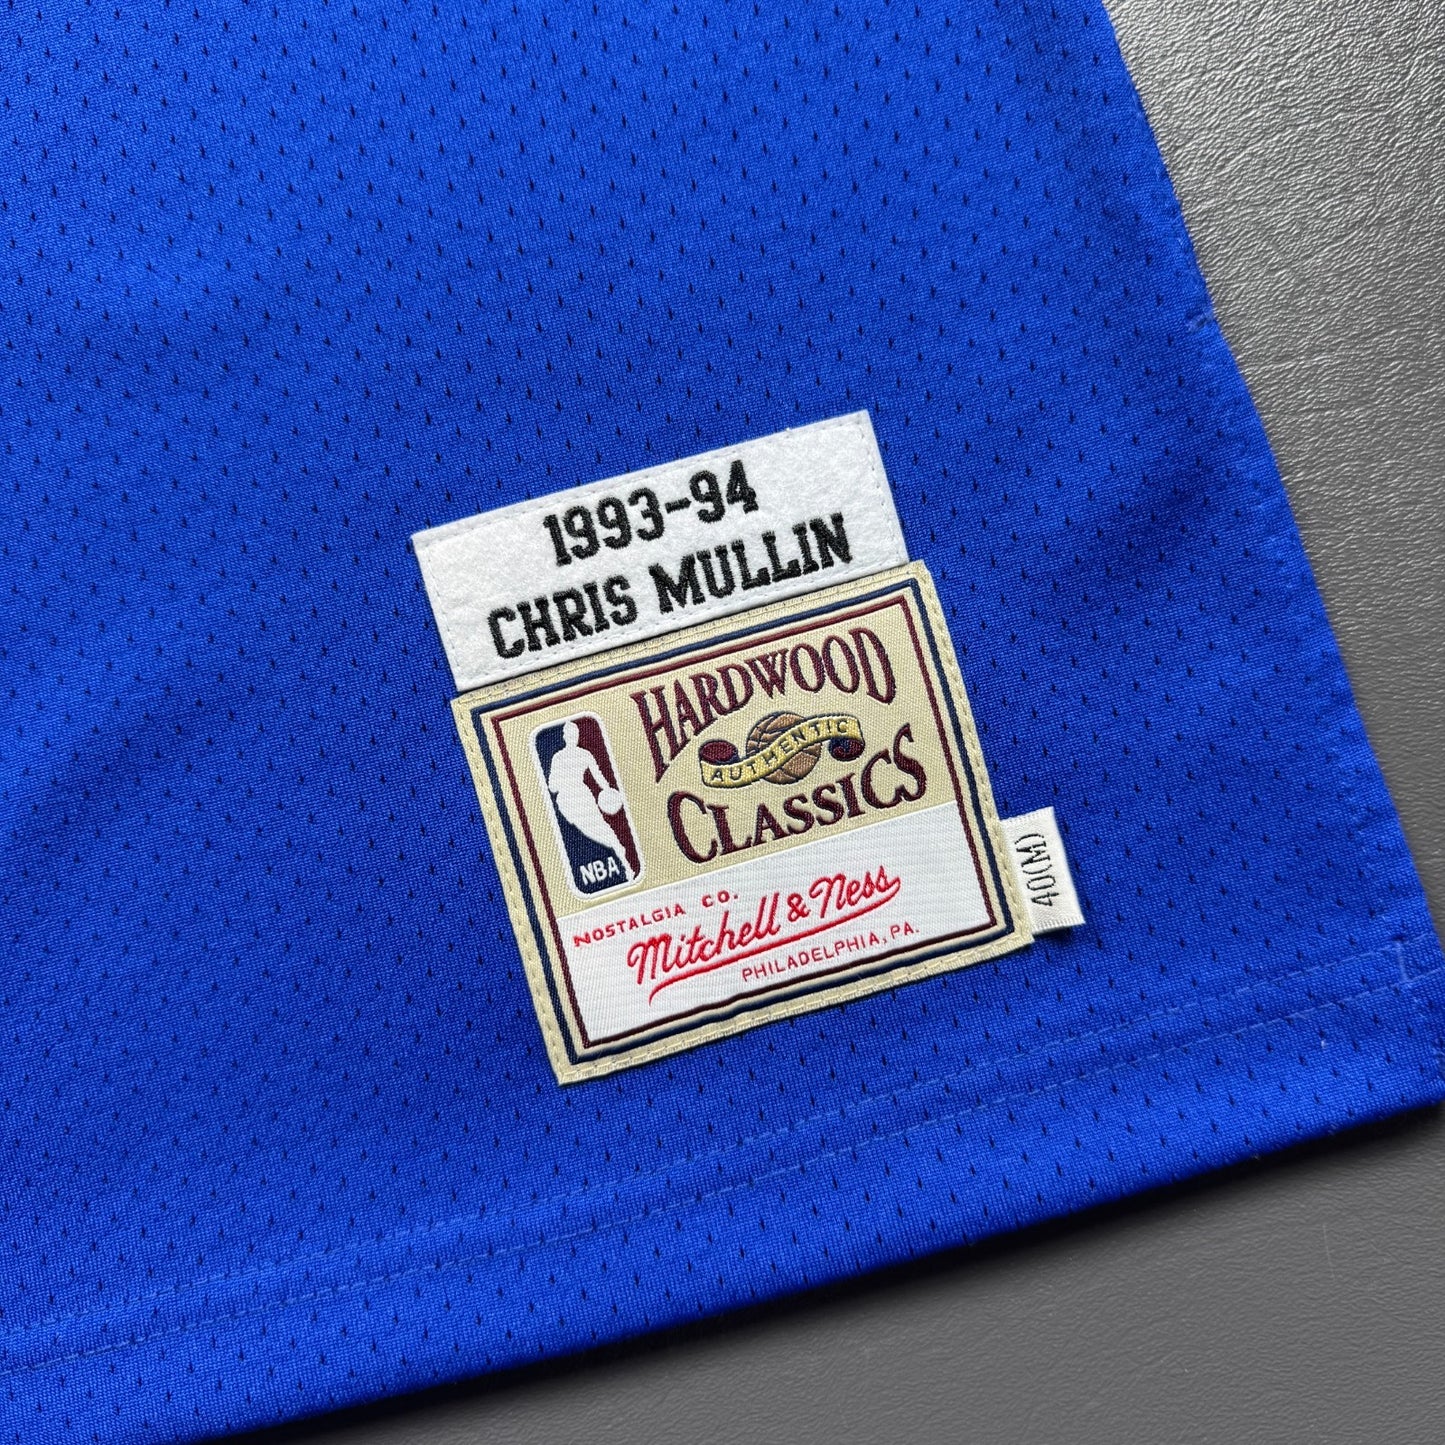 1993-94
CHRIS MULLIN
HARDWOOD
AUTHENTIC
CLASSICS
NBA
NOSTALGIA CO.
Mitchell & Ness
PHILADELPHIA, PA.
40(M)